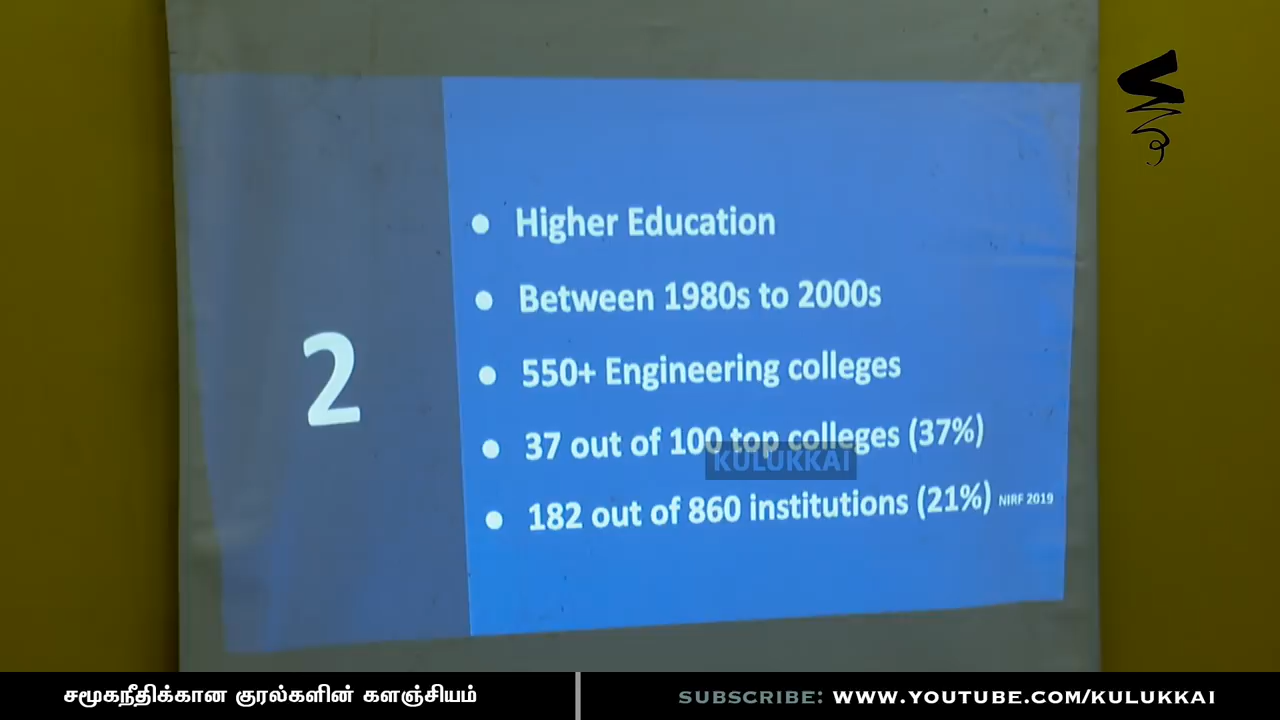 2
Higher Education
Between 1980s to 2000s
550+ Engineering colleges
37 out of 100 top colleges (37%)
KULUKKAI
182 out of 860 institutions (21%) NIRF 2019
சமூகநீதிக்கான குரல்களின் களஞ்சியம்
SUBSCRIBE: WWW.YOUTUBE.COM/KULUKKAI